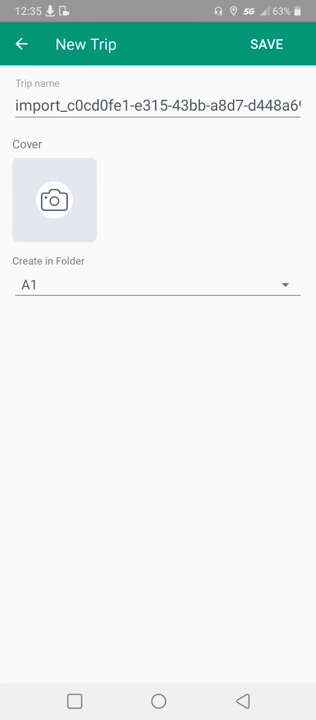 12:35
5G
63%
New Trip
SAVE
Trip name
import_c0cd0fe1-e315-43bb-a8d7-d448a6
Cover
Create in Folder
A1